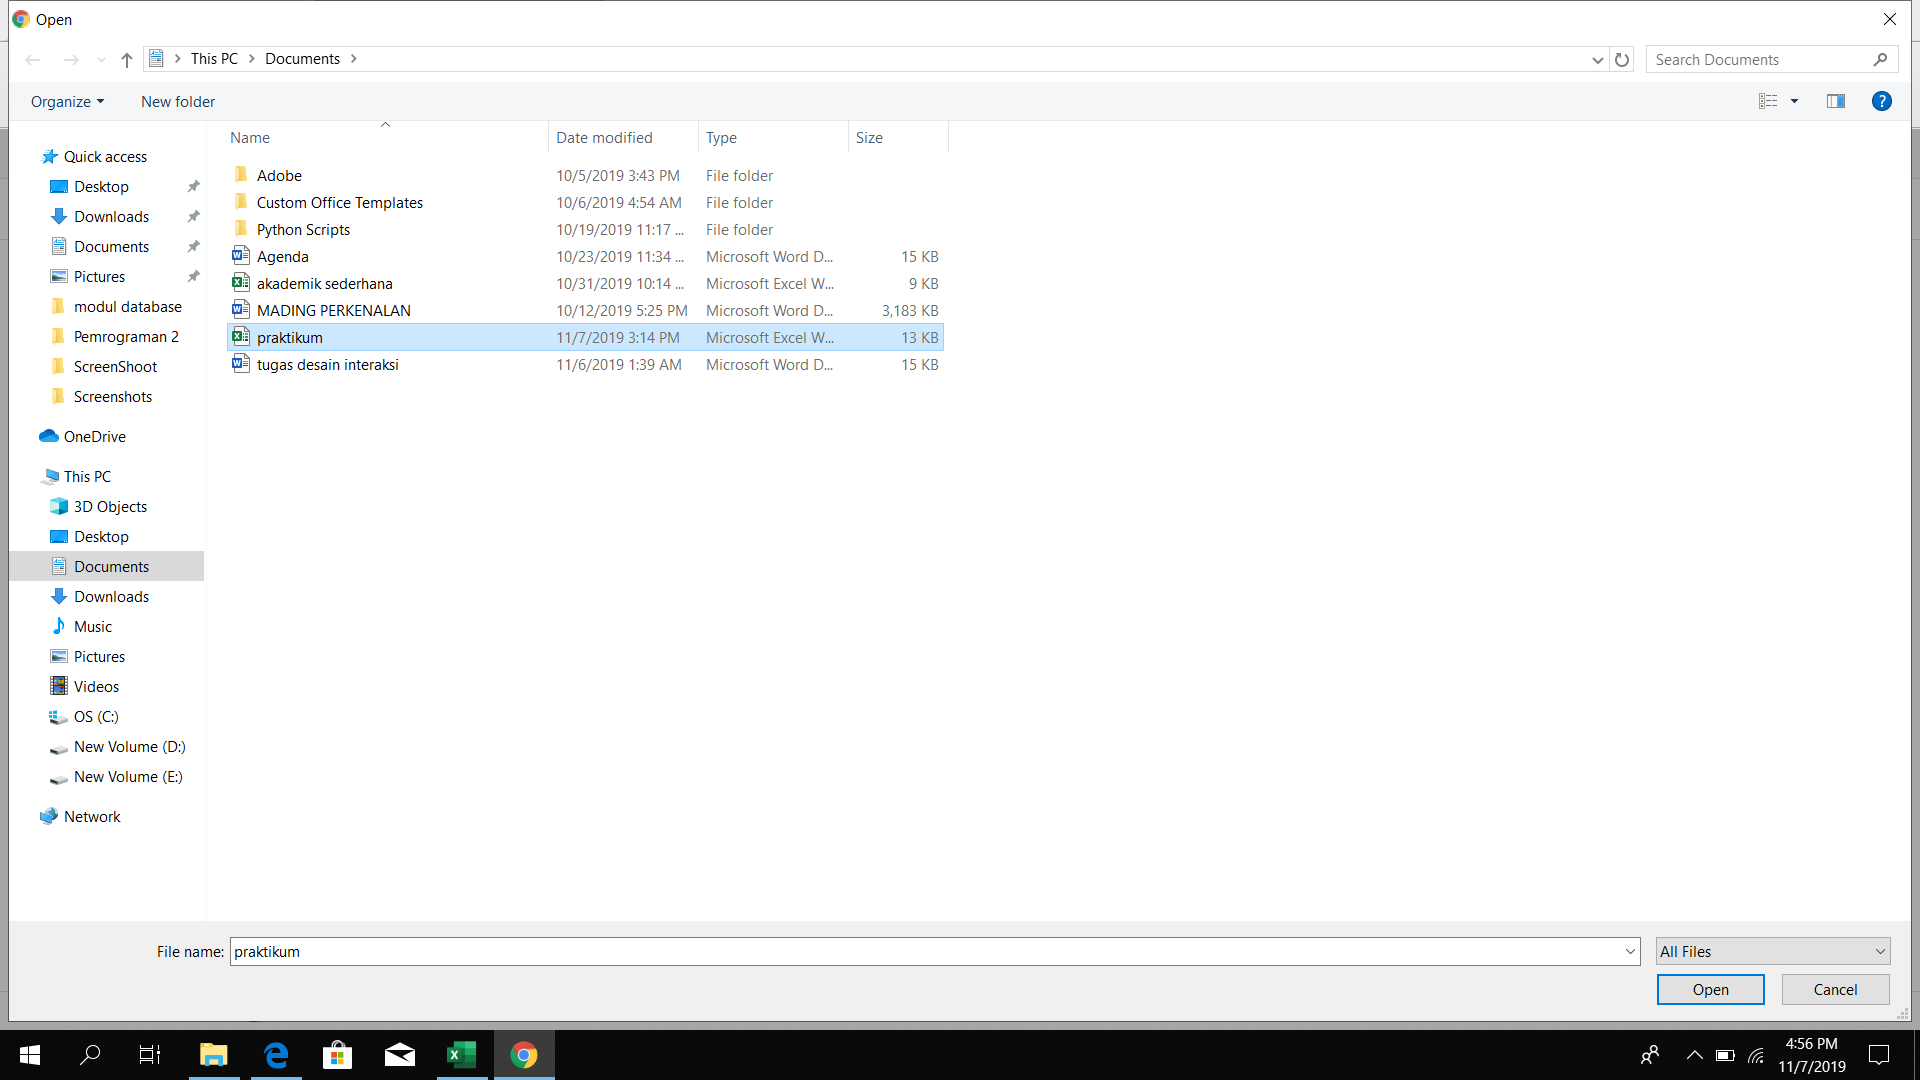 Open
This PC Documents
Search Documents
Organize New folder
Name Date modified Type Size
Quick access
Desktop
Downloads
Documents
Pictures
modul database
Pemrograman 2
ScreenShoot
Screenshots
OneDrive
This PC
3D Objects
Desktop
Documents
Downloads
Music
Pictures
Videos
OS (C:)
New Volume (D:)
New Volume (E:)
Network
Adobe 10/5/2019 3:43 PM File folder
Custom Office Templates 10/6/2019 4:54 AM File folder
Python Scripts 10/19/2019 11:17 ... File folder
Agenda 10/23/2019 11:34 ... Microsoft Word D... 15 KB
akademik sederhana 10/31/2019 10:14 ... Microsoft Excel W... 9 KB
MADING PERKENALAN 10/12/2019 5:25 PM Microsoft Word D... 3,183 KB
praktikum 11/7/2019 3:14 PM Microsoft Excel W... 13 KB
tugas desain interaksi 11/6/2019 1:39 AM Microsoft Word D... 15 KB
File name: praktikum All Files
Open Cancel
4:56 PM
11/7/2019